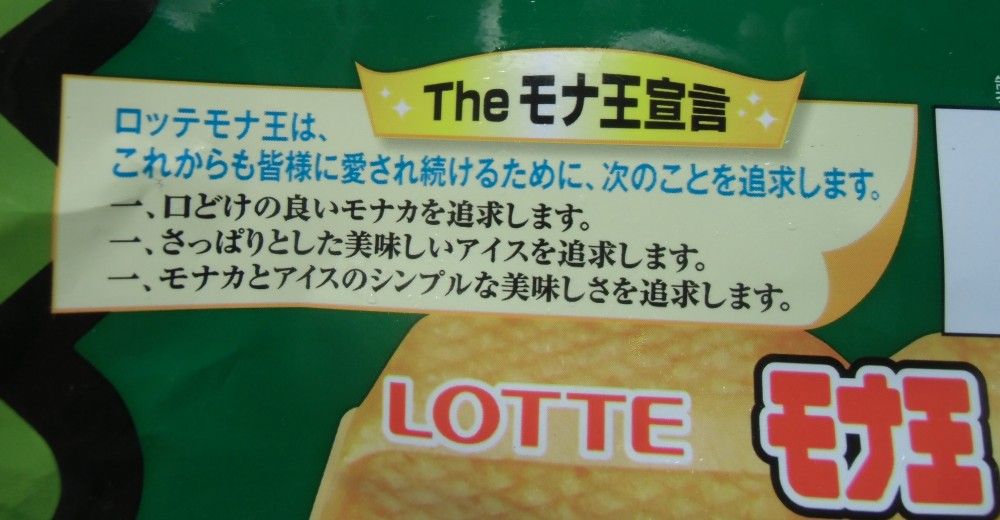 The モナ王宣言
ロッテモナ王は、
これからも皆様に愛され続けるために、次のことを追求します。
一、口どけの良いモナカを追求します。
一、さっぱりとした美味しいアイスを追求します。
一、モナカとアイスのシンプルな美味しさを追求します。
LOTTE
モナ王